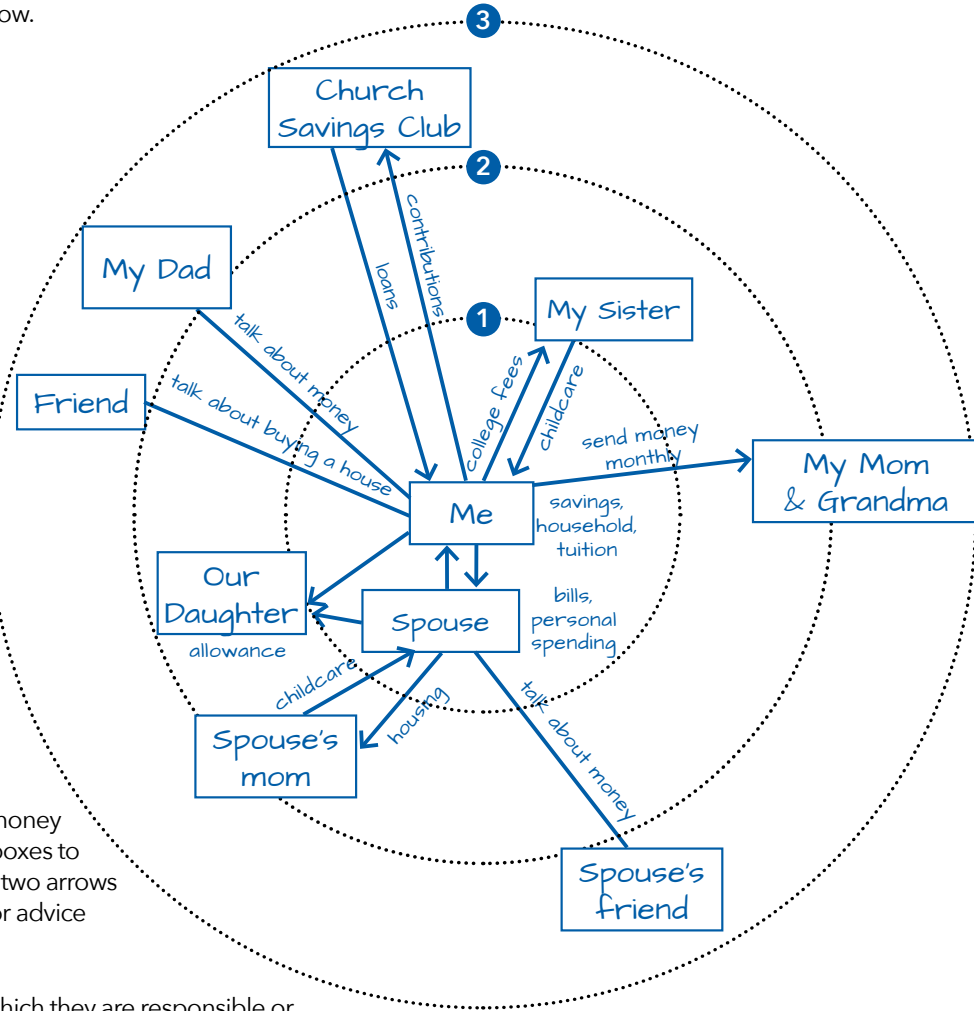 ow.
3
Church
Savings Club
2
contributions
loans
My Dad
1
My Sister
talk about money
Friend
talk about buying a house
college fees
childcare
send money
monthly
My Mom
& Grandma
Me
savings,
household,
tuition
Our
Daughter
allowance
Spouse
bills,
personal
spending
childcare
housing
talk about money
Spouse's
mom
Spouse's
friend
money
boxes to
two arrows
or advice
hich they are responsible or